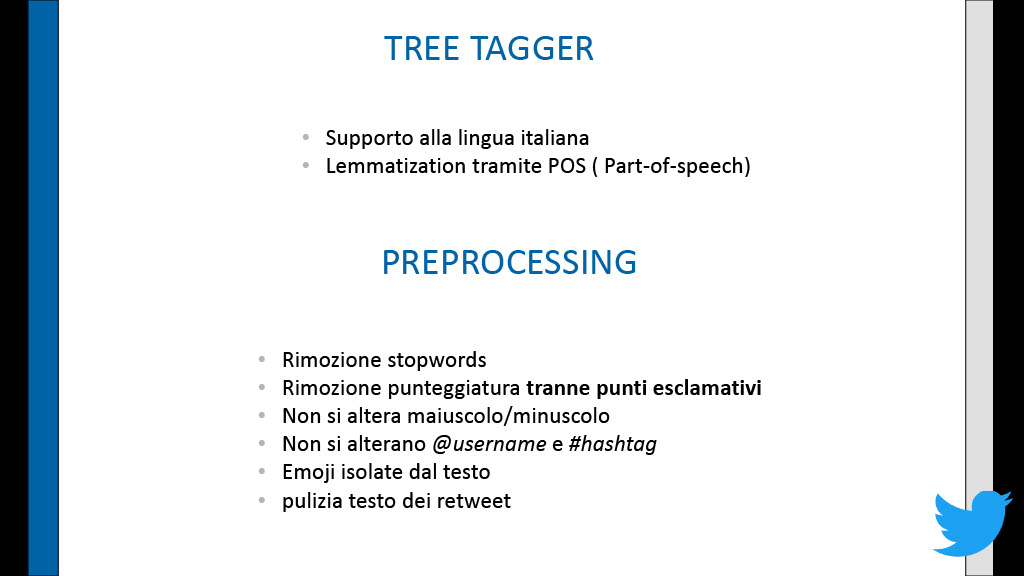 TREE TAGGER
• Supporto alla lingua italiana
• Lemmatization tramite POS ( Part-of-speech)
PREPROCESSING
• Rimozione stopwords
• Rimozione punteggiatura tranne punti esclamativi
• Non si altera maiuscolo/minuscolo
• Non si alterano @username e #hashtag
• Emoji isolate dal testo
• pulizia testo dei retweet